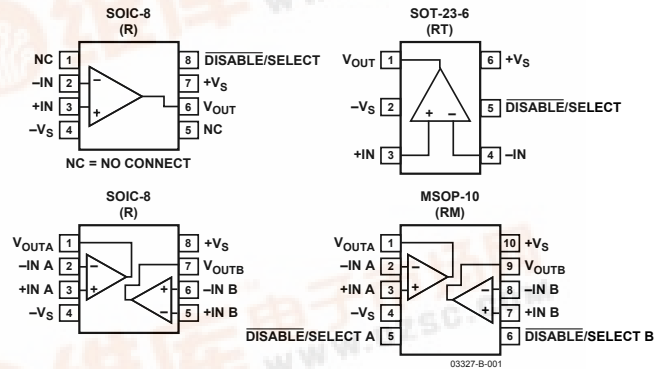 SOIC-8
(R)
NC 1
–IN 2
+IN 3
–VS 4
8 DISABLE/SELECT
7 +VS
6 VOUT
5 NC
– +
NC = NO CONNECT
SOT-23-6
(RT)
VOUT 1
–VS 2
+IN 3
6 +VS
5 DISABLE/SELECT
4 –IN
+ –
SOIC-8
(R)
VOUTA 1
–IN A 2
+IN A 3
–VS 4
8 +VS
7 VOUTB
6 –IN B
5 +IN B
– +
+ –
MSOP-10
(RM)
VOUTA 1
–IN A 2
+IN A 3
–VS 4
DISABLE/SELECT A 5
10 +VS
9 VOUTB
8 –IN B
7 +IN B
6 DISABLE/SELECT B
– +
– +
03327-B-001